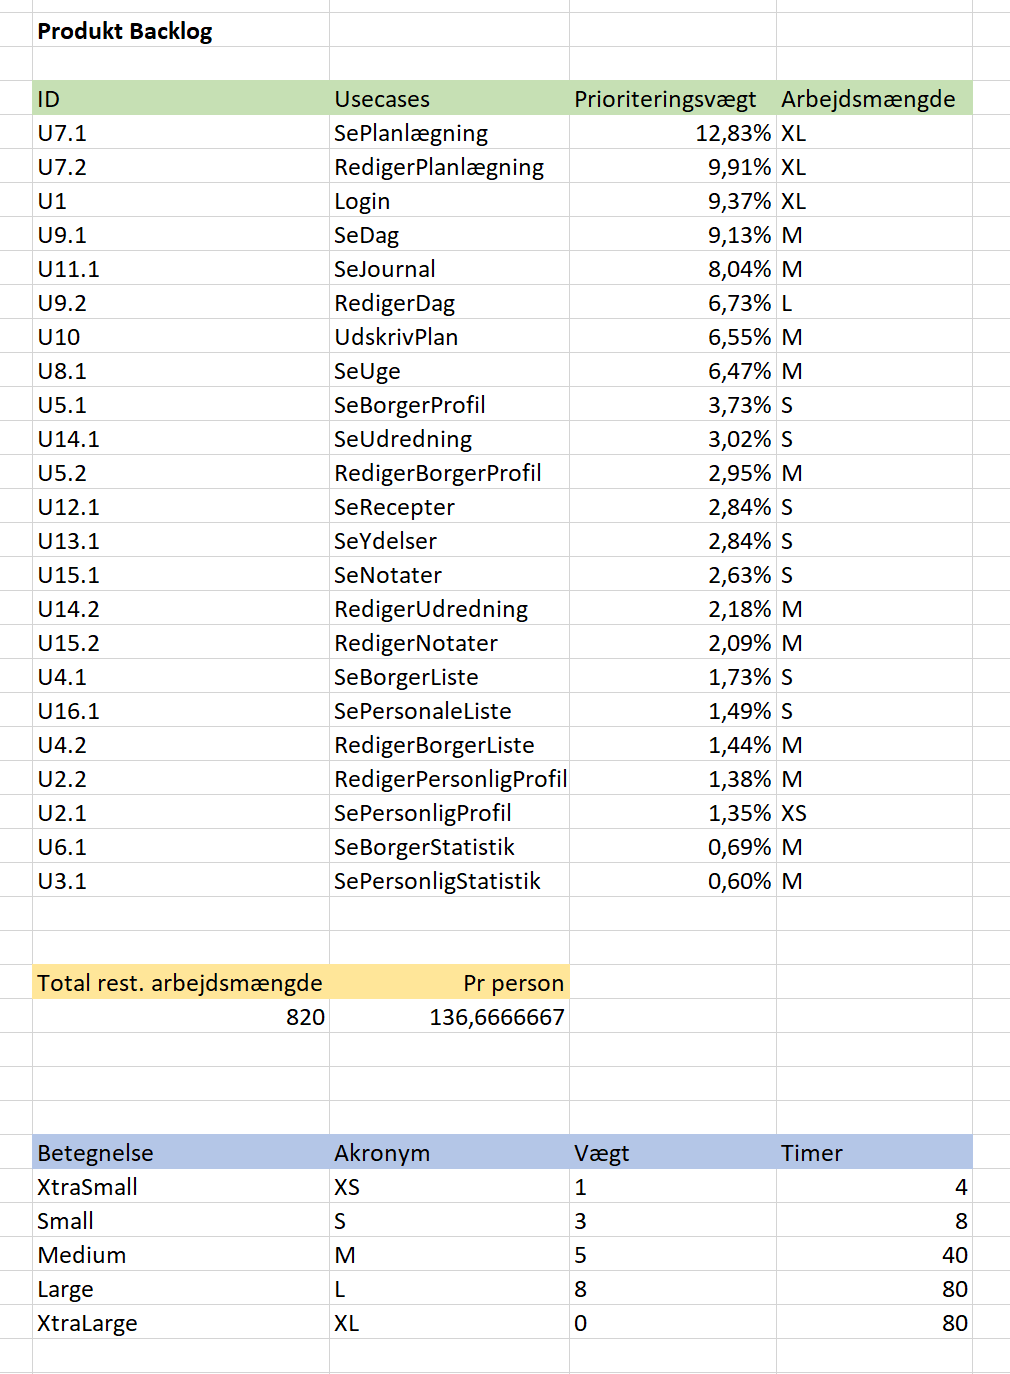 Produkt Backlog
ID Usecases Prioriteringsvægt Arbejdsmængde
U7.1 SePlanlægning 12,83% XL
U7.2 RedigerPlanlægning 9,91% XL
U1 Login 9,37% XL
U9.1 SeDag 9,13% M
U11.1 SeJournal 8,04% M
U9.2 RedigerDag 6,73% L
U10 UdskrivPlan 6,55% M
U8.1 SeUge 6,47% M
U5.1 SeBorgerProfil 3,73% S
U14.1 SeUdredning 3,02% S
U5.2 RedigerBorgerProfil 2,95% M
U12.1 SeRecepter 2,84% S
U13.1 SeYdelser 2,84% S
U15.1 SeNotater 2,63% S
U14.2 RedigerUdredning 2,18% M
U15.2 RedigerNotater 2,09% M
U4.1 SeBorgerListe 1,73% S
U16.1 SePersonaleListe 1,49% S
U4.2 RedigerBorgerListe 1,44% M
U2.2 RedigerPersonligProfil 1,38% M
U2.1 SePersonligProfil 1,35% XS
U6.1 SeBorgerStatistik 0,69% M
U3.1 SePersonligStatistik 0,60% M
Total rest. arbejdsmængde Pr person
820 136,6666667
Betegnelse Akronym Vægt Timer
XtraSmall XS 1 4
Small S 3 8
Medium M 5 40
Large L 8 80
XtraLarge XL 0 80